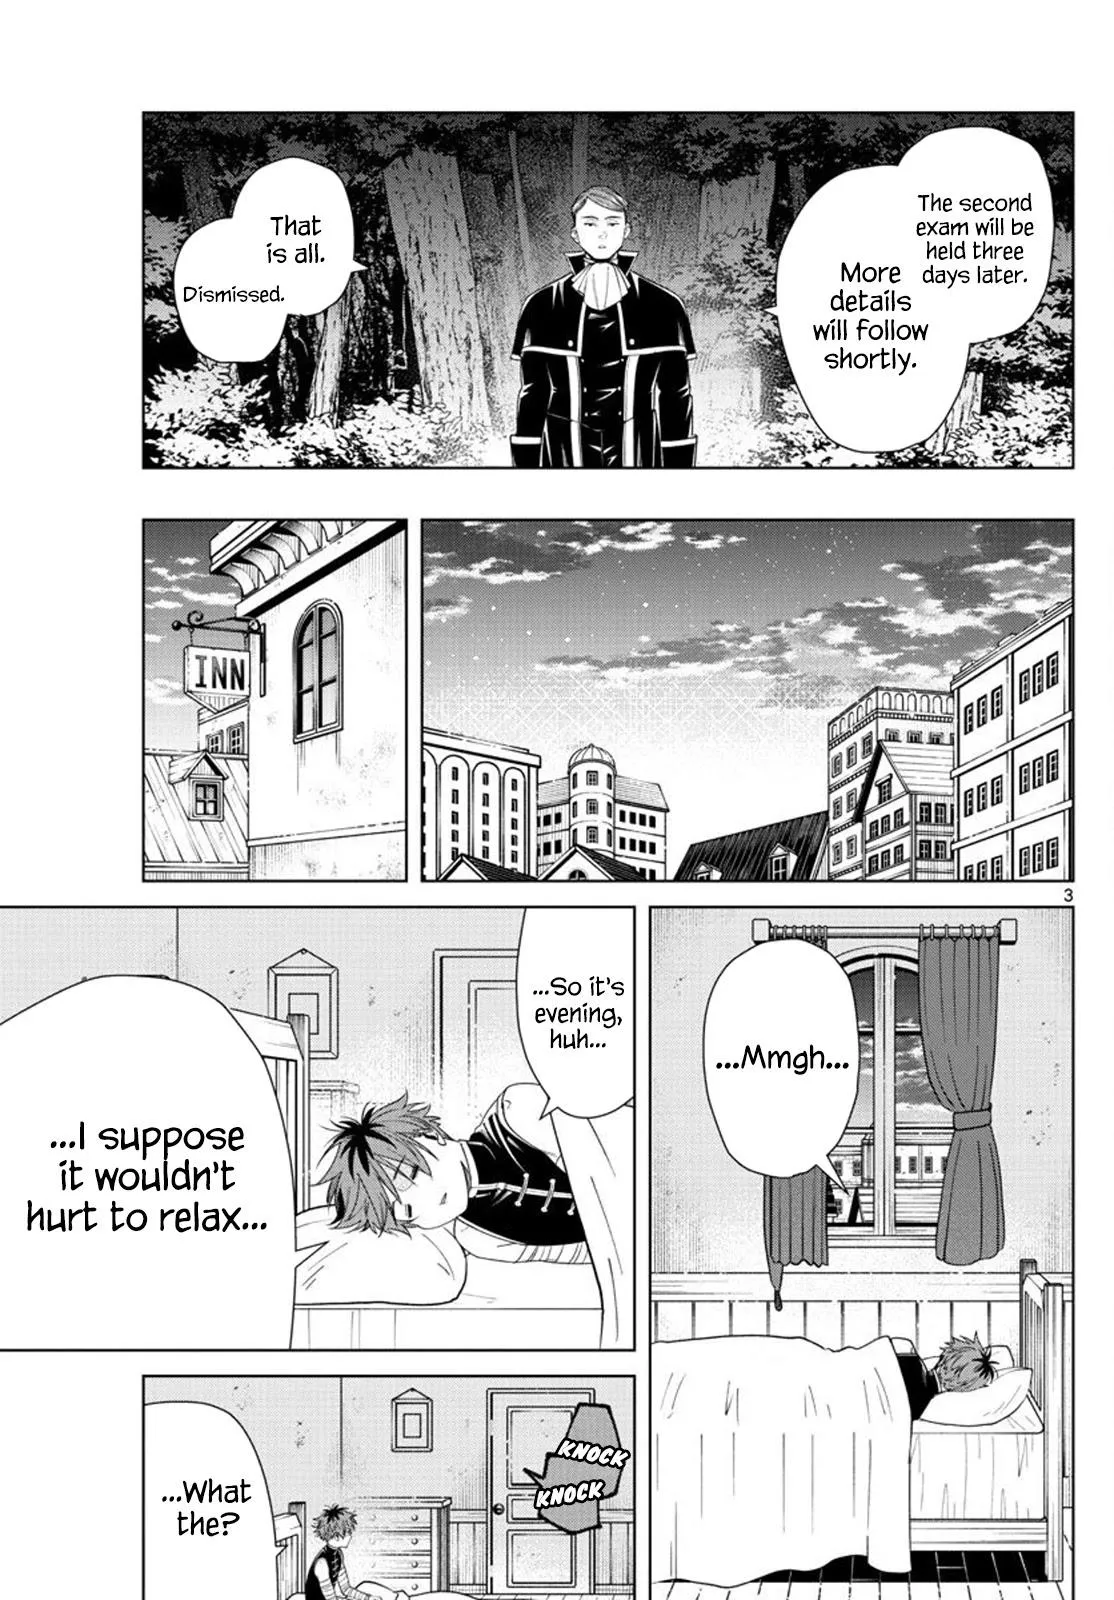 The second
exam will be
held three
days later.
More
details
will follow
shortly.
That
is all.
Dismissed.
INN
3
...Mmgh...
...So it's
evening,
huh...
...I suppose
it wouldn't
hurt to relax...
KNOCK
KNOCK
...What
the?